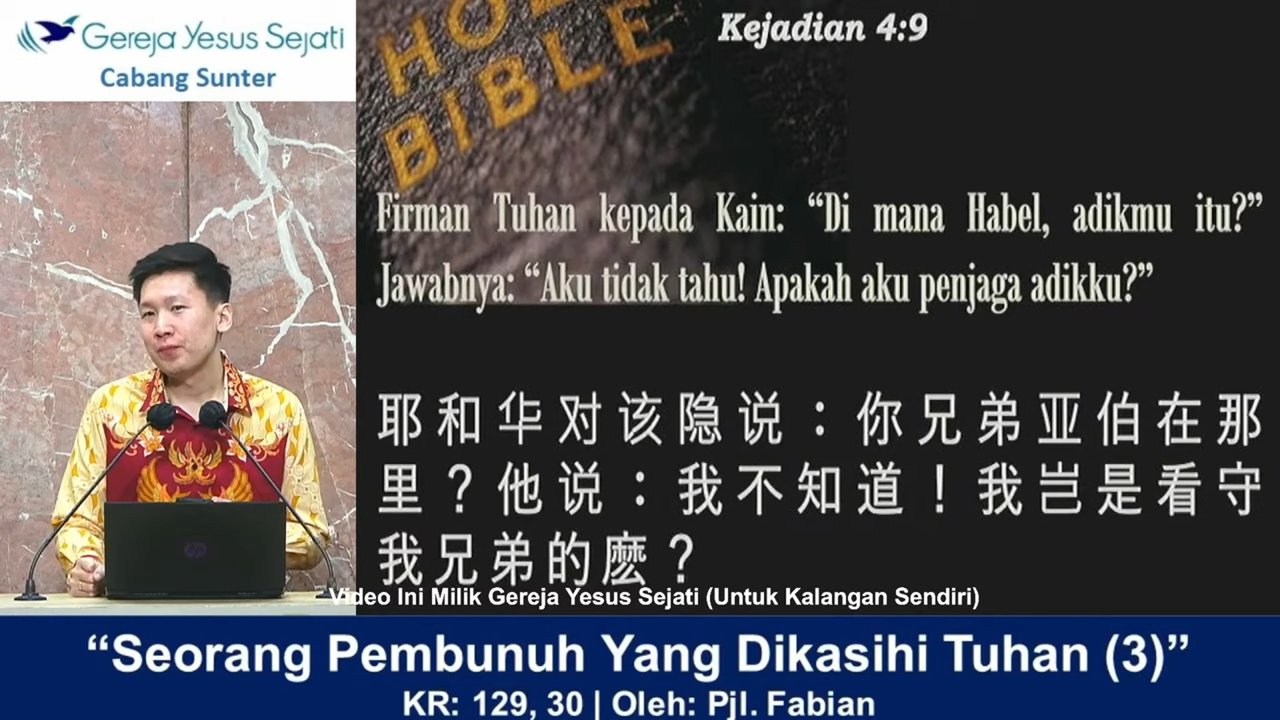 Gereja Yesus Sejati
Cabang Sunter
HOLY
BIBLE
Kejadian 4:9
Firman Tuhan kepada Kain: “Di mana Habel, adikmu itu?”
Jawabnya: “Aku tidak tahu! Apakah aku penjaga adikku?”
耶和华对该隐说：你兄弟亚伯在那
里？他说：我不知道！我岂是看守
我兄弟的麽？
Video Ini Milik Gereja Yesus Sejati (Untuk Kalangan Sendiri)
“Seorang Pembunuh Yang Dikasihi Tuhan (3)”
KR: 129, 30 | Oleh: Pjl. Fabian
hp